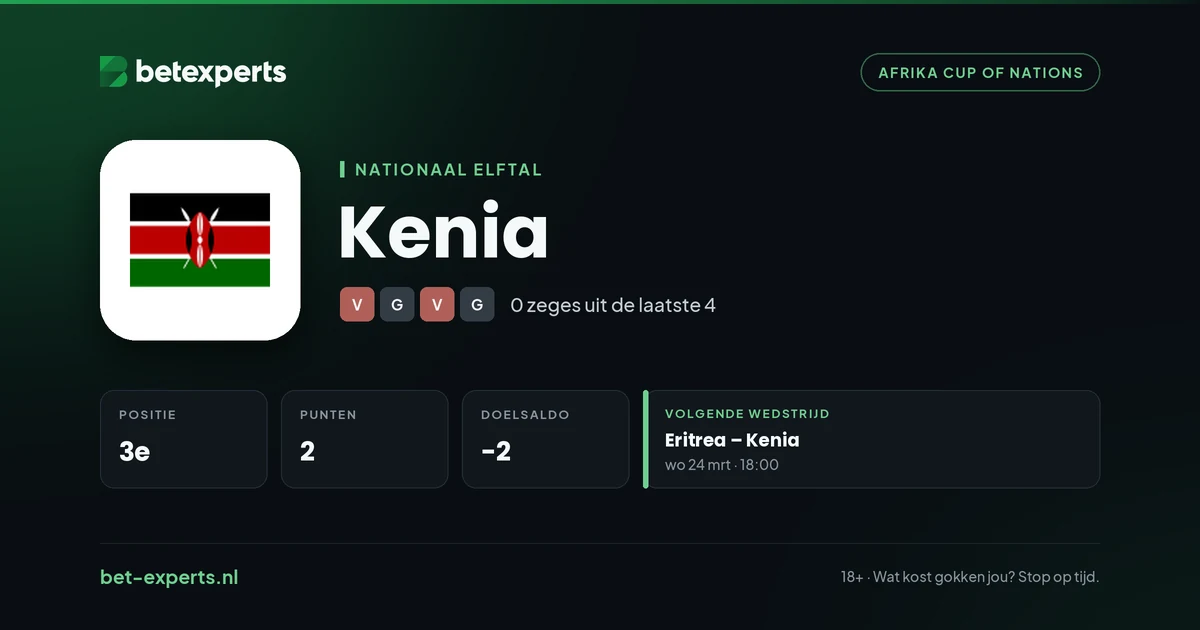 betexperts
AFRIKA CUP OF NATIONS
NATIONAAL ELFTAL
Kenia
V G V G 0 zeges uit de laatste 4
POSITIE
3e
PUNTEN
2
DOELSALDO
−2
VOLGENDE WEDSTRIJD
Eritrea – Kenia
wo 24 mrt · 18:00
bet-experts.nl
18+ · Wat kost gokken jou? Stop op tijd.